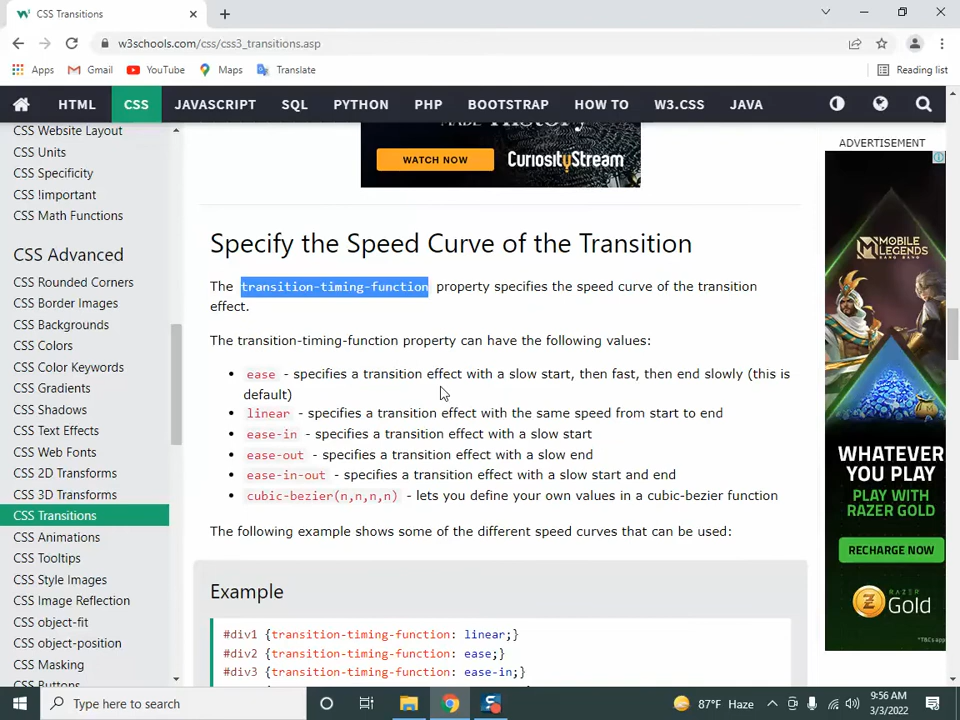 CSS Transitions
w3schools.com/css/css3_transitions.asp
Apps Gmail YouTube Maps Translate Reading list
HTML CSS JAVASCRIPT SQL PYTHON PHP BOOTSTRAP HOW TO W3.CSS JAVA
CSS Website Layout
CSS Units
CSS Specificity
CSS !important
CSS Math Functions
CSS Advanced
CSS Rounded Corners
CSS Border Images
CSS Backgrounds
CSS Colors
CSS Color Keywords
CSS Gradients
CSS Shadows
CSS Text Effects
CSS Web Fonts
CSS 2D Transforms
CSS 3D Transforms
CSS Transitions
CSS Animations
CSS Tooltips
CSS Style Images
CSS Image Reflection
CSS object-fit
CSS object-position
CSS Masking
CSS Buttons
WATCH NOW CURIOSITYSTREAM
Specify the Speed Curve of the Transition
The transition-timing-function property specifies the speed curve of the transition
effect.
The transition-timing-function property can have the following values:
• ease - specifies a transition effect with a slow start, then fast, then end slowly (this is
default)
• linear - specifies a transition effect with the same speed from start to end
• ease-in - specifies a transition effect with a slow start
• ease-out - specifies a transition effect with a slow end
• ease-in-out - specifies a transition effect with a slow start and end
• cubic-bezier(n,n,n,n) - lets you define your own values in a cubic-bezier function
The following example shows some of the different speed curves that can be used:
Example
#div1 {transition-timing-function: linear;}
#div2 {transition-timing-function: ease;}
#div3 {transition-timing-function: ease-in;}
ADVERTISEMENT
MOBILE
LEGENDS
BANG BANG
WHATEVER
YOU PLAY
PLAY WITH
RAZER GOLD
RECHARGE NOW
RAZER
Gold
Type here to search
87°F Haze
9:56 AM
3/3/2022